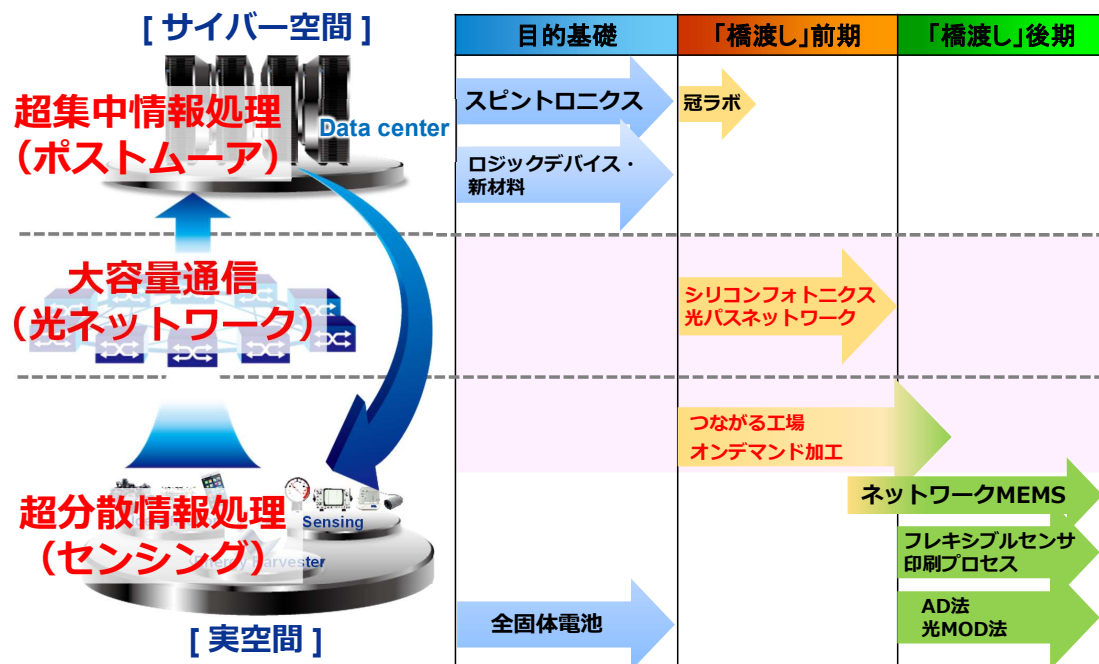 [ サイバー空間 ]
超集中情報処理
（ポストムーア）
Data center
大容量通信
（光ネットワーク）
超分散情報処理
（センシング）
Sensing
Harvester
[ 実空間 ]
目的基礎
「橋渡し」前期
「橋渡し」後期
スピントロニクス
冠ラボ
ロジックデバイス・
新材料
シリコンフォトニクス
光パスネットワーク
つながる工場
オンデマンド加工
ネットワークMEMS
フレキシブルセンサ
印刷プロセス
全固体電池
AD法
光MOD法